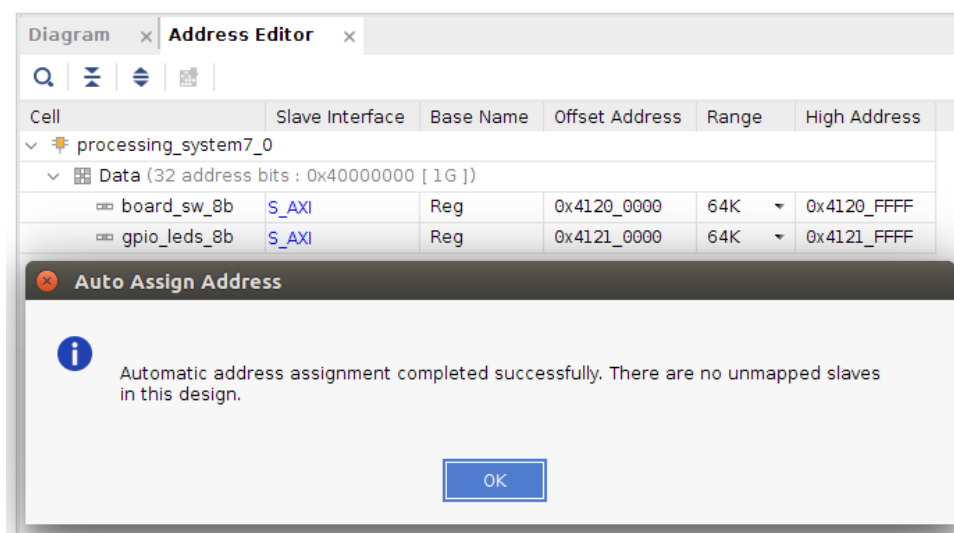 Diagram × Address Editor ×
Cell Slave Interface Base Name Offset Address Range High Address
processing_system7_0
Data (32 address bits : 0x40000000 [ 1G ])
board_sw_8b S_AXI Reg 0x4120_0000 64K 0x4120_FFFF
gpio_leds_8b S_AXI Reg 0x4121_0000 64K 0x4121_FFFF
Auto Assign Address
Automatic address assignment completed successfully. There are no unmapped slaves
in this design.
OK